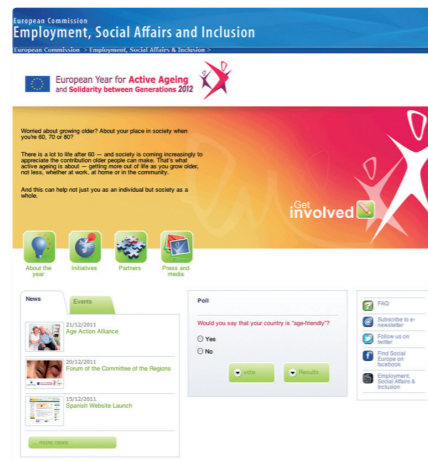 European Commission
Employment, Social Affairs and Inclusion
European Commission > Employment, Social Affairs & Inclusion >
European Year for Active Ageing
and Solidarity between Generations 2012
Worried about growing older? About your place in society when
you're 60, 70 or 80?
There is a lot to life after 60 — and society is coming increasingly to
appreciate the contribution older people can make. That's what
active ageing is about — getting more out of life as you grow older,
not less, whether at work, at home or in the community.
And this can help not just you as an individual but society as a
whole.
Get
involved
About the
year
Initiatives
Partners
Press and
media
News
Events
21/12/2011
Age Action Alliance
20/12/2011
Forum of the Committee of the Regions
15/12/2011
Spanish Website Launch
more news
Poll
Would you say that your country is "age-friendly"?
Yes
No
vote
Results
FAQ
Subscribe to e-
newsletter
Follow us on
twitter
Find Social
Europe on
facebook
Employment,
Social Affairs &
Inclusion